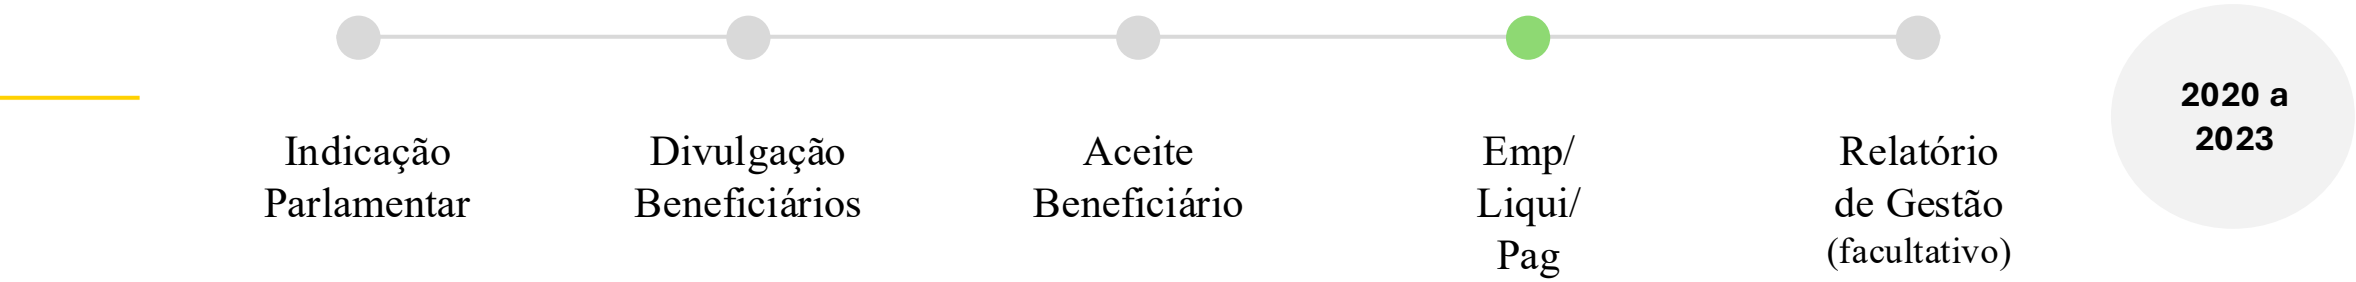 Indicação
Parlamentar
Divulgação
Beneficiários
Aceite
Beneficiário
Emp/
Liqui/
Pag
Relatório
de Gestão
(facultativo)
2020 a
2023